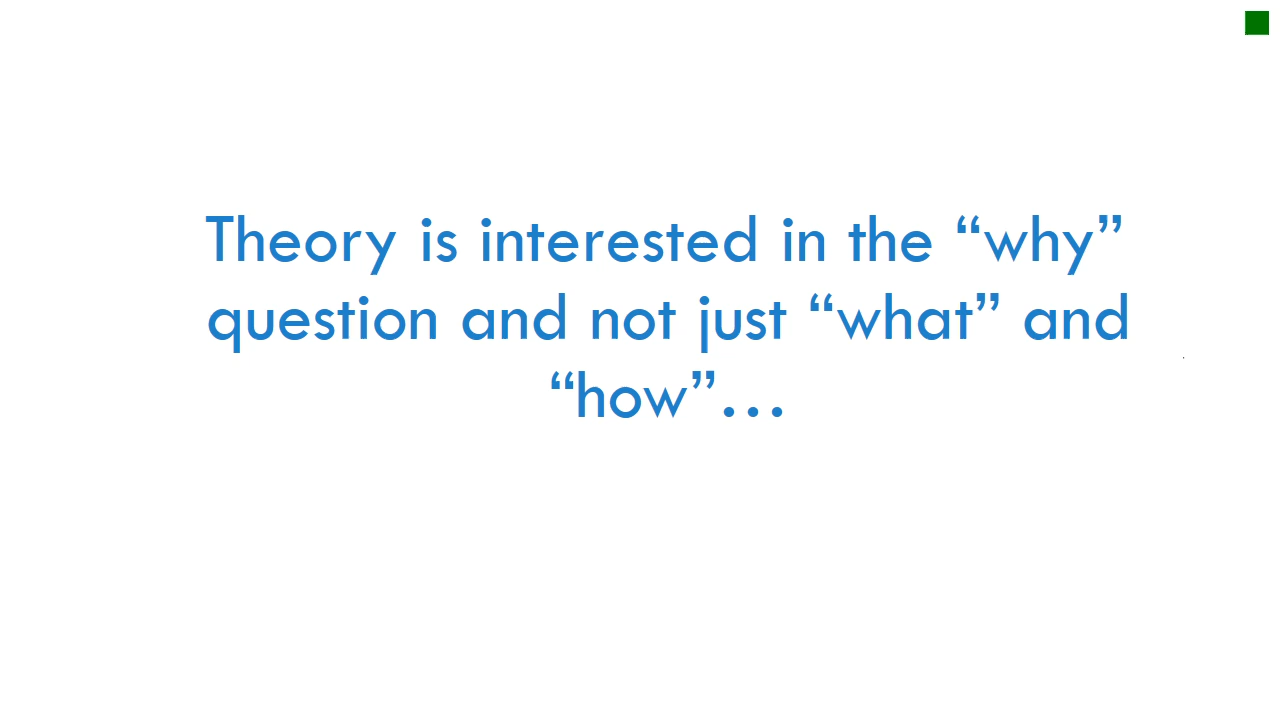 Theory is interested in the “why”
question and not just “what” and
“how”…